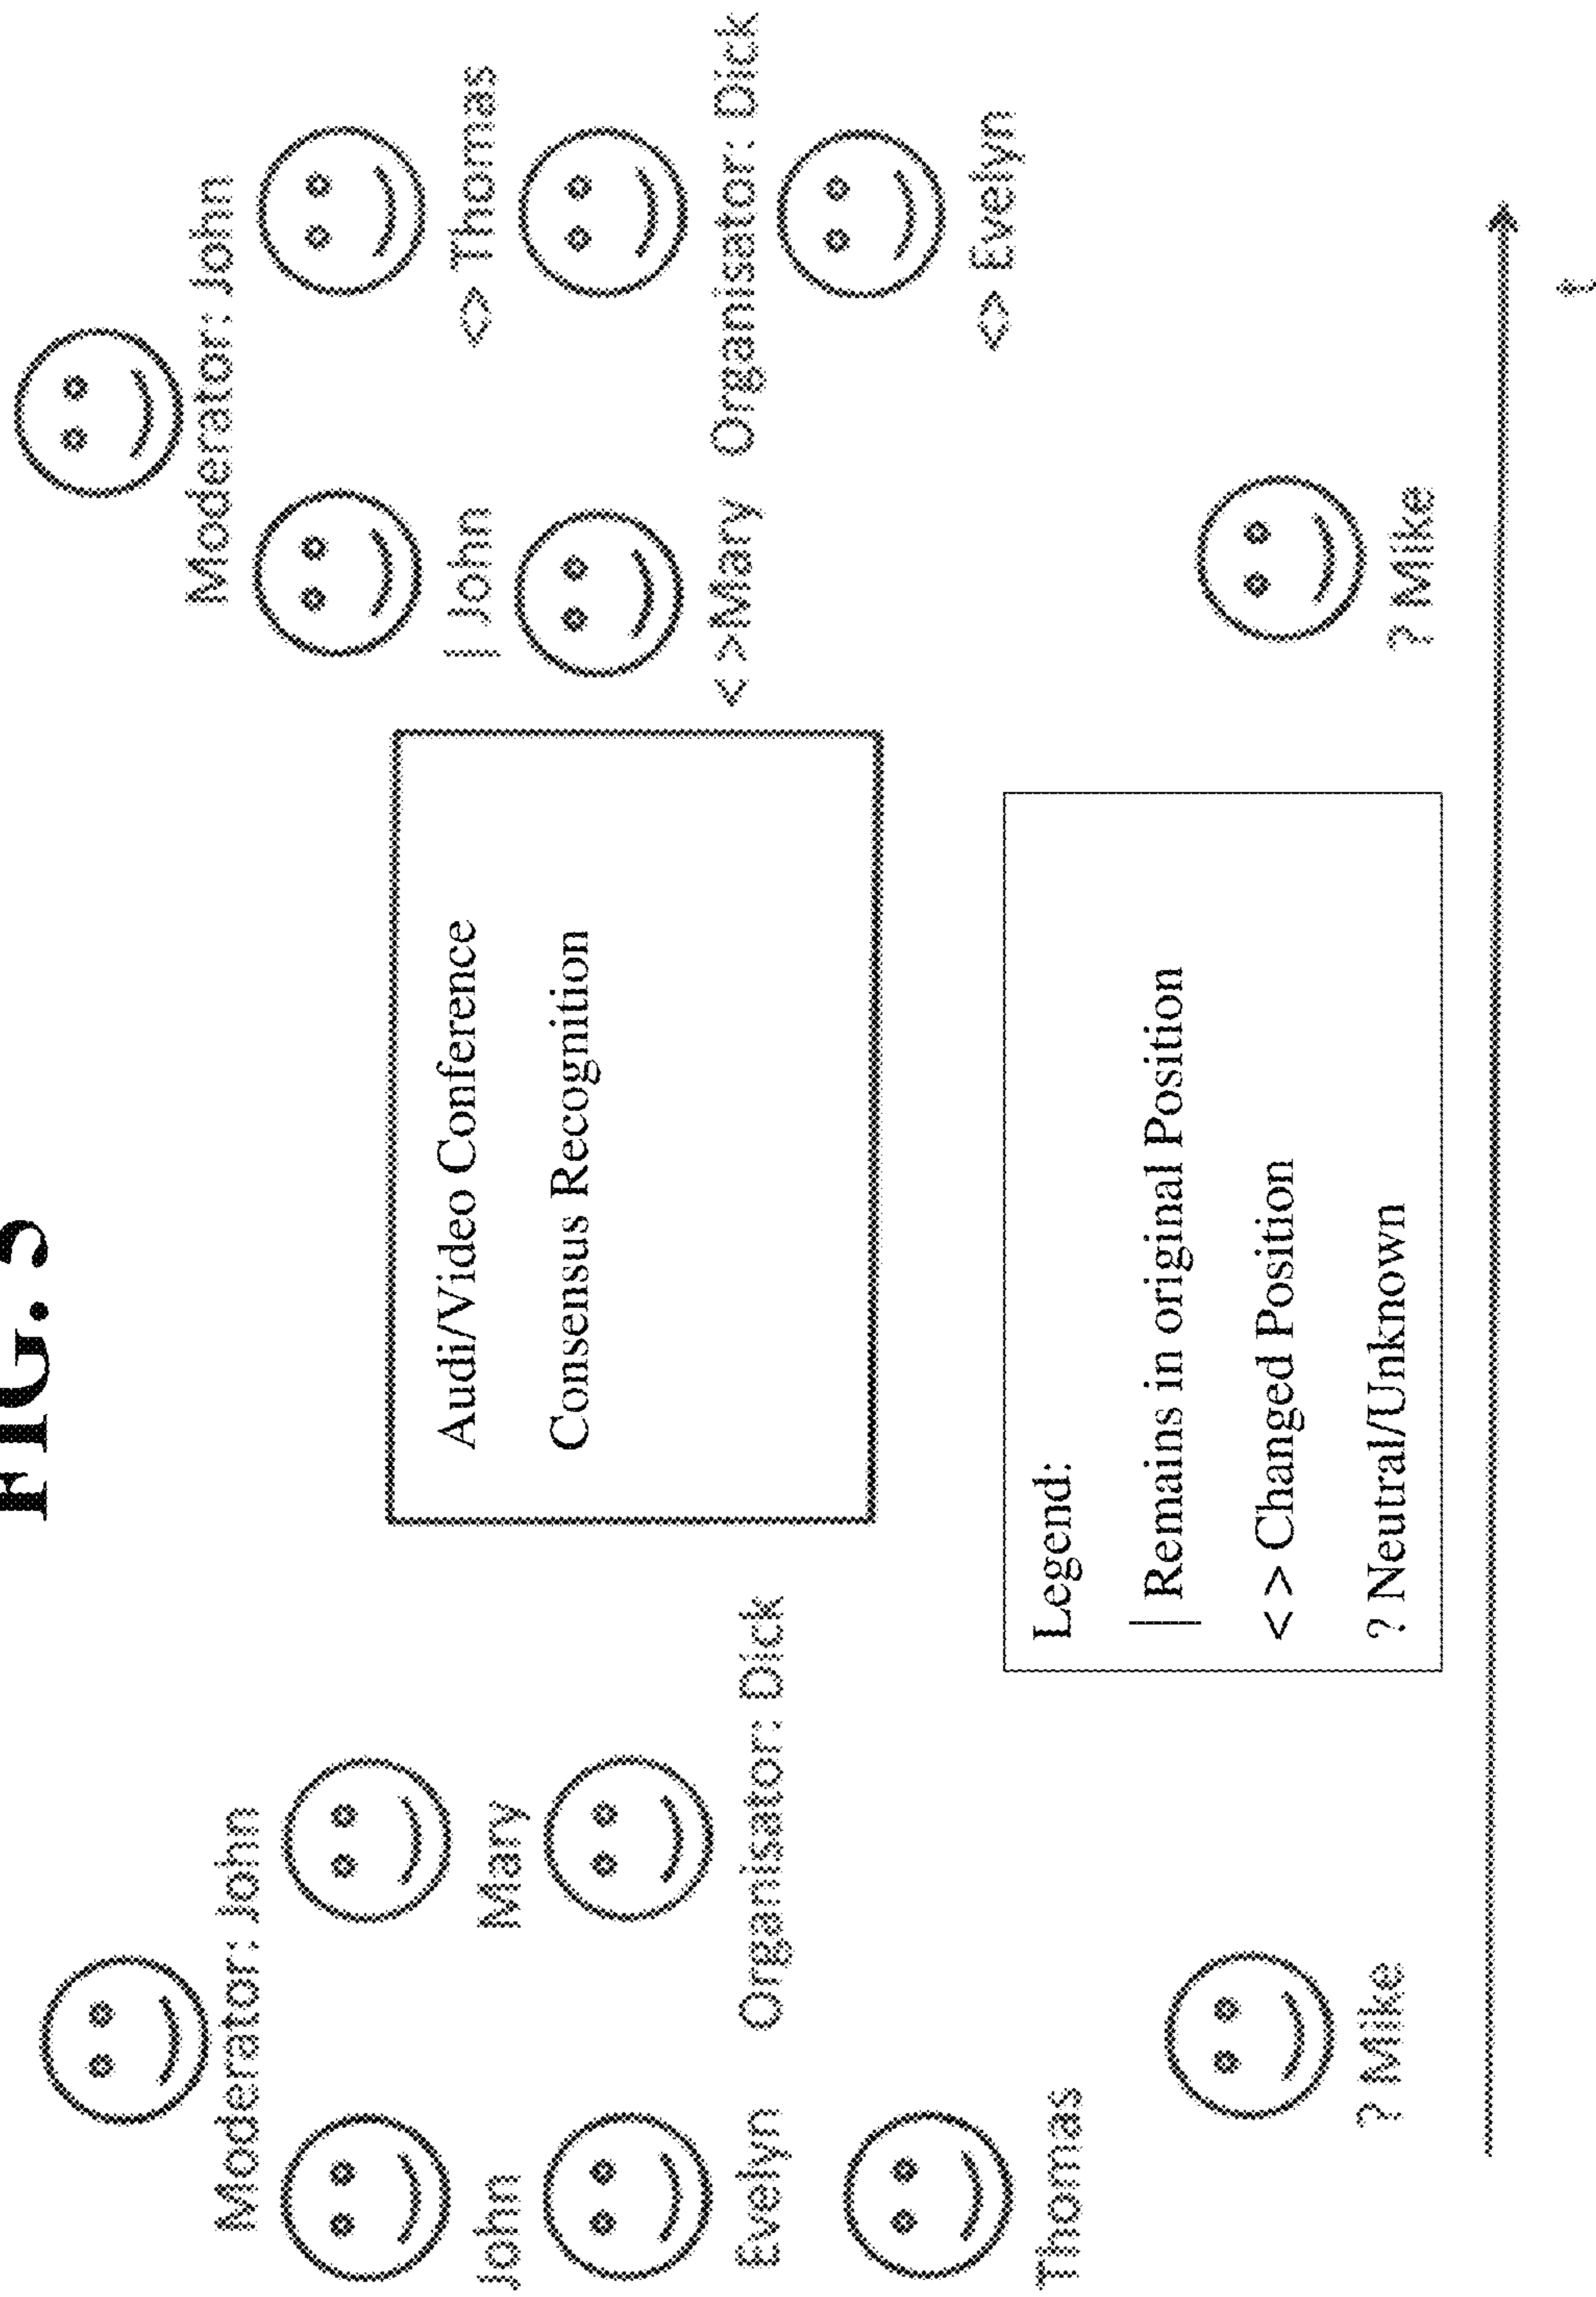 FIG. 5
Moderator: John
John
Mary
Evelyn
Organisator: Dick
Thomas
? Mike
Audi/Video Conference
Consensus Recognition
Legend:
| Remains in original Position
< > Changed Position
? Neutral/Unknown
Moderator: John
| John
<> Thomas
< >Mary
Organisator: Dick
<> Evelyn
? Mike
t